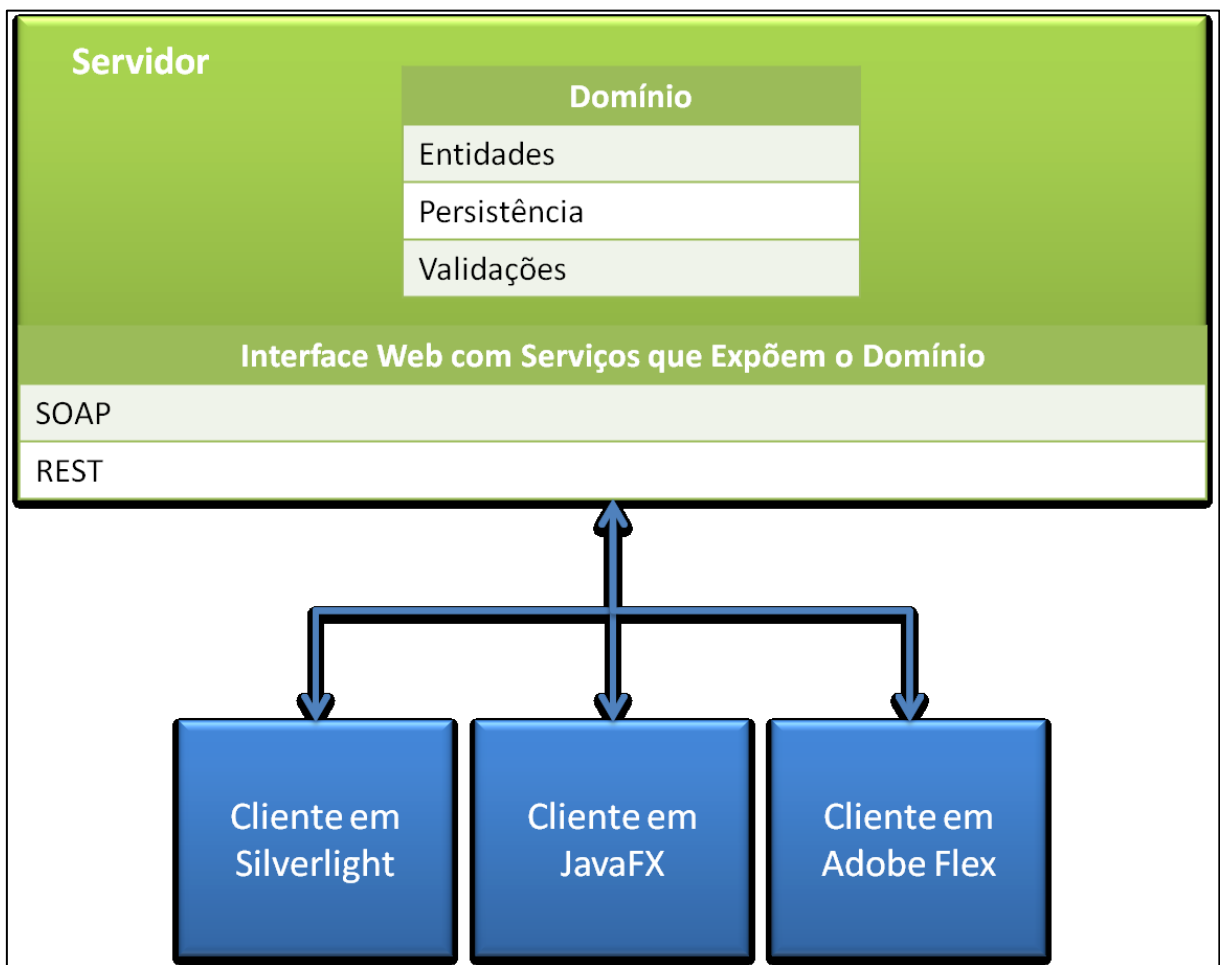 Servidor
Domínio
Entidades
Persistência
Validações
Interface Web com Serviços que Expõem o Domínio
SOAP
REST
Cliente em
Silverlight
Cliente em
JavaFX
Cliente em
Adobe Flex